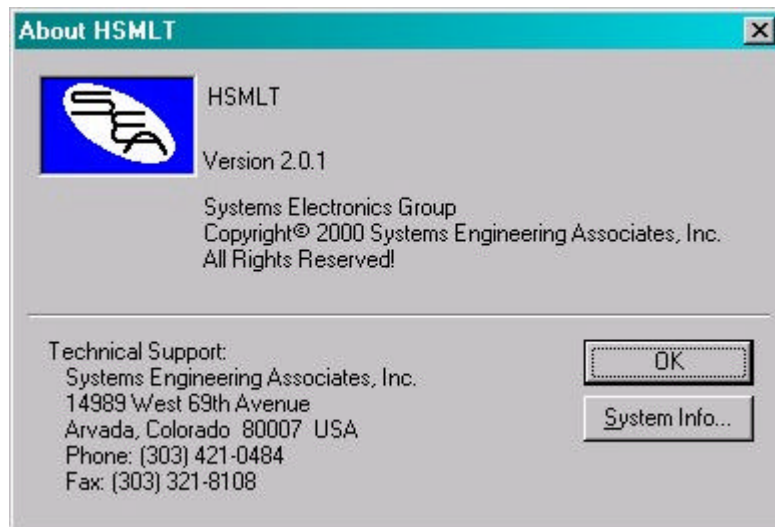 About HSMLT
SEA
HSMLT
Version 2.0.1
Systems Electronics Group
Copyright© 2000 Systems Engineering Associates, Inc.
All Rights Reserved!
Technical Support:
Systems Engineering Associates, Inc.
14989 West 69th Avenue
Arvada, Colorado 80007 USA
Phone: (303) 421-0484
Fax: (303) 321-8108
OK
System Info...